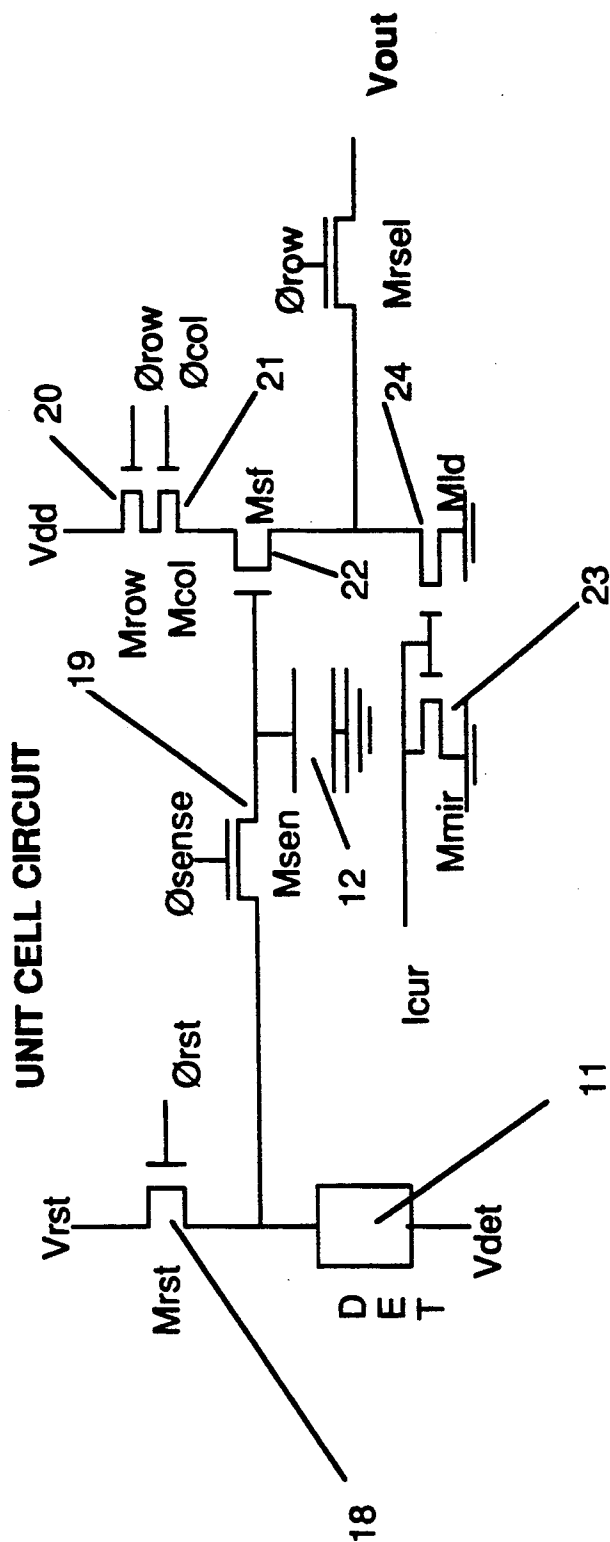 UNIT CELL CIRCUIT
Vrst
Ørst
Mrst
18
D
E
T
Vdet
11
Øsense
Msen
19
12
Vdd
20
Mrow
Mcol
Ørow
Øcol
21
Msf
22
Icur
Mmir
23
24
Mld
Ørow
Mrsel
Vout